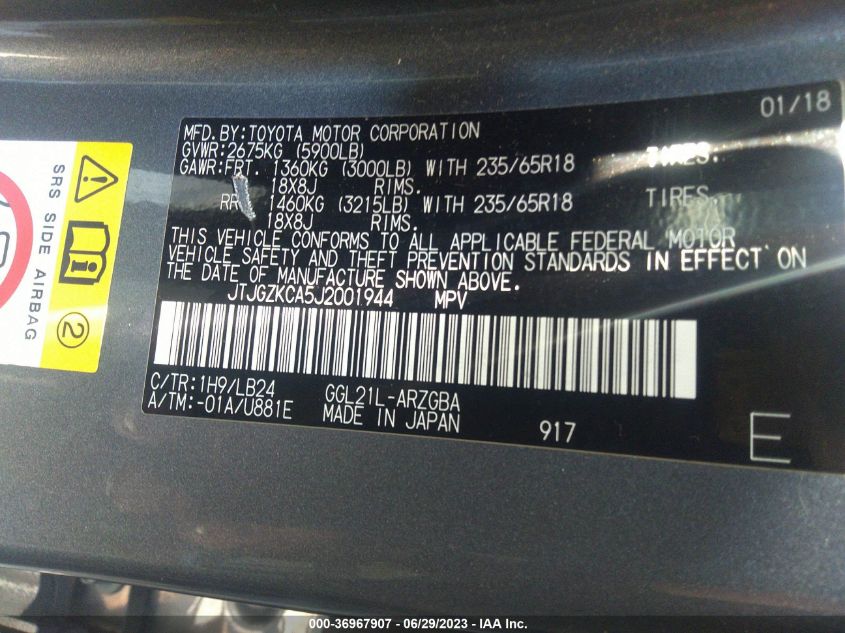 01/18
MFD.BY:TOYOTA MOTOR CORPORATION
GVWR:2675KG (5900LB)
GAWR:FRT. 1360KG (3000LB) WITH 235/65R18 TIRES.
18X8J RIMS.
RR 1460KG (3215LB) WITH 235/65R18 TIRES.
18X8J RIMS.
THIS VEHICLE CONFORMS TO ALL APPLICABLE FEDERAL MOTOR
VEHICLE SAFETY AND THEFT PREVENTION STANDARDS IN EFFECT ON
THE DATE OF MANUFACTURE SHOWN ABOVE.
JTJGZKCA5J2001944 MPV
C/TR:1H9/LB24 GGL21L-ARZGBA
A/TM:-01A/U881E MADE IN JAPAN
917
E
SRS SIDE AIRBAG
2
000-36967907 - 06/29/2023 - IAA Inc.